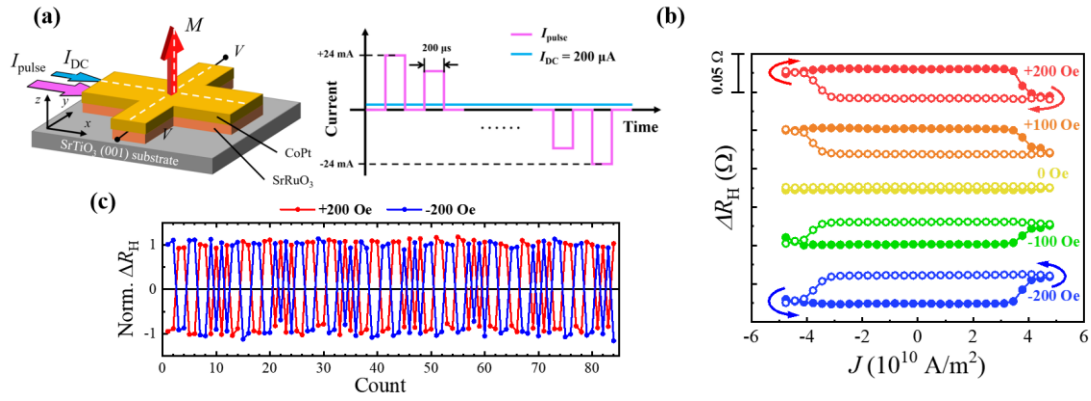 (a)
M
V
I_DC
I_pulse
z
y
x
V
SrTiO₃ (001) substrate
CoPt
SrRuO₃
+24 mA
200 μs
I_pulse
I_DC = 200 μA
Current
Time
......
-24 mA
(b)
0.05 Ω
+200 Oe
+100 Oe
0 Oe
-100 Oe
-200 Oe
ΔR_H (Ω)
-6 -4 -2 0 2 4 6
J (10¹⁰ A/m²)
(c)
+200 Oe -200 Oe
Norm. ΔR_H
1
0
-1
0 10 20 30 40 50 60 70 80
Count